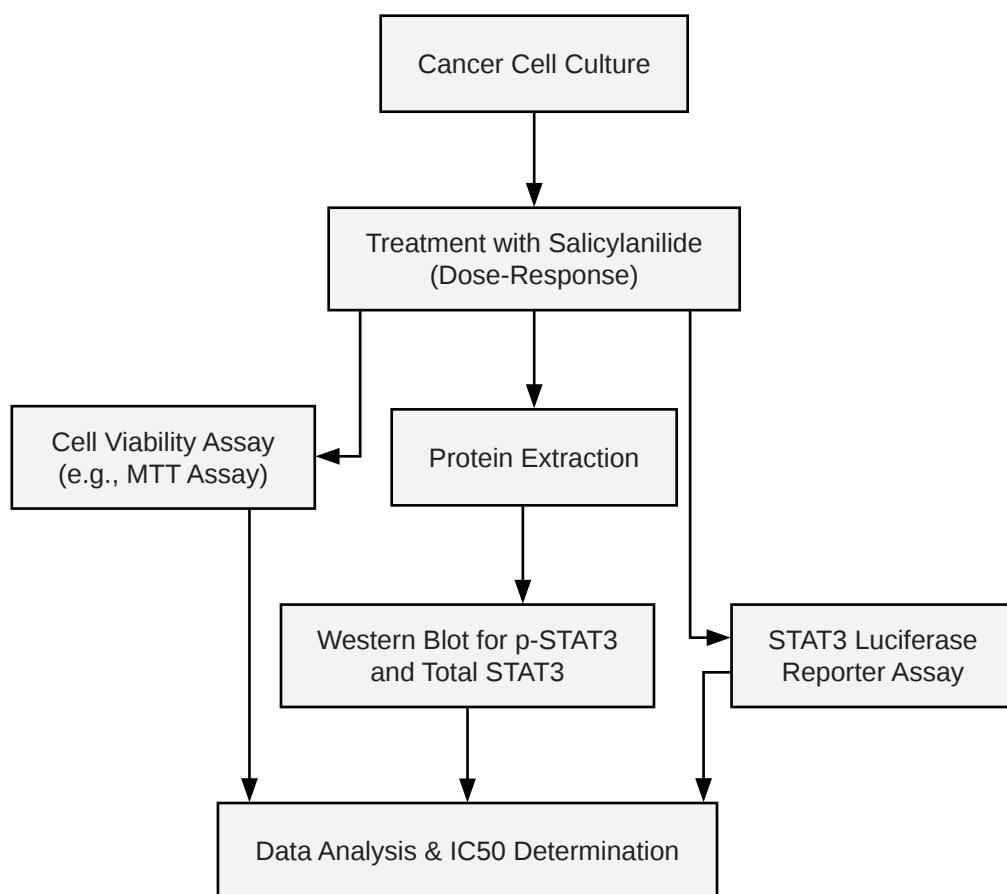 Cancer Cell Culture
Treatment with Salicylanilide
(Dose-Response)
Cell Viability Assay
(e.g., MTT Assay)
Protein Extraction
Western Blot for p-STAT3
and Total STAT3
STAT3 Luciferase
Reporter Assay
Data Analysis & IC50 Determination